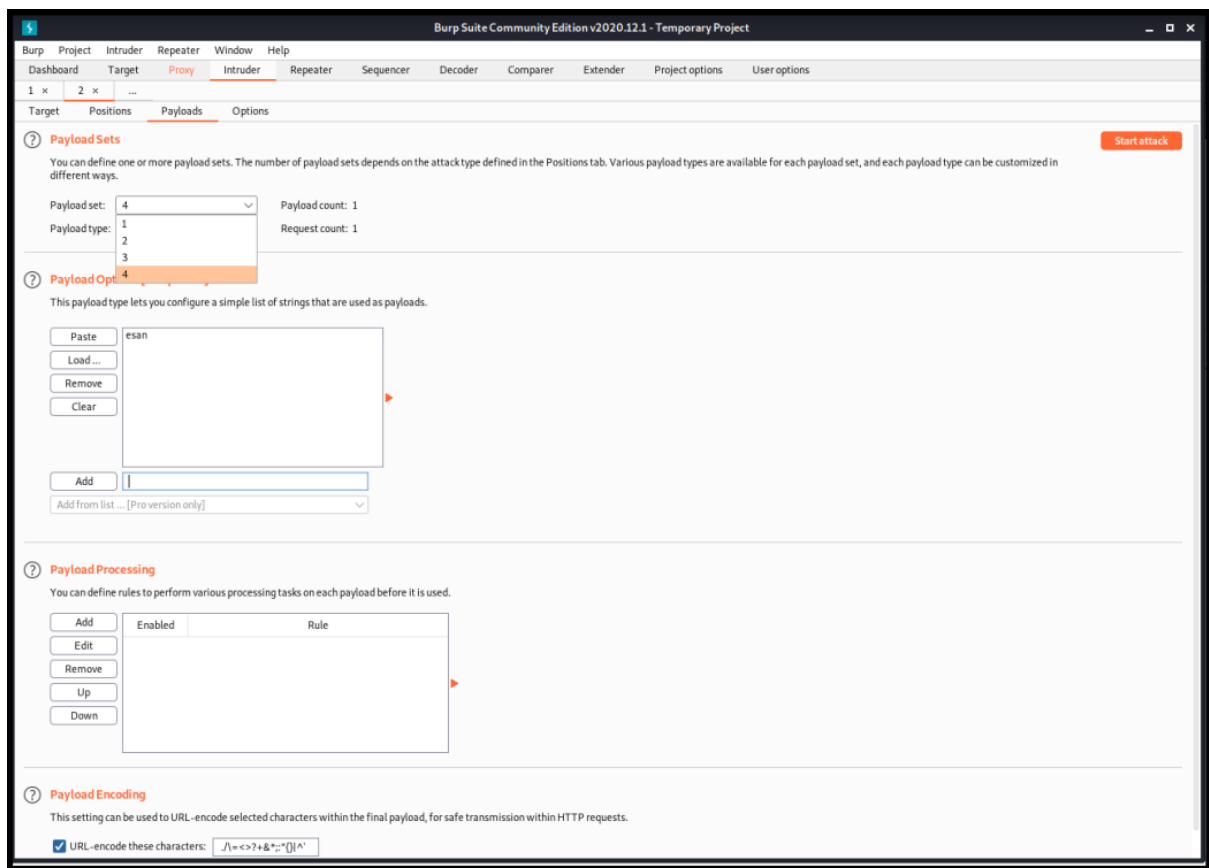 Burp Suite Community Edition v2020.12.1 - Temporary Project
Burp Project Intruder Repeater Window Help
Dashboard Target Proxy Intruder Repeater Sequencer Decoder Comparer Extender Project options User options
1 × 2 × ...
Target Positions Payloads Options
? Payload Sets
Start attack
You can define one or more payload sets. The number of payload sets depends on the attack type defined in the Positions tab. Various payload types are available for each payload set, and each payload type can be customized in
different ways.
Payload set: 4 Payload count: 1
Payload type: Request count: 1
1
2
3
4
? Payload Opt
This payload type lets you configure a simple list of strings that are used as payloads.
Paste esan
Load ...
Remove
Clear
Add
Add from list ... [Pro version only]
? Payload Processing
You can define rules to perform various processing tasks on each payload before it is used.
Add Enabled Rule
Edit
Remove
Up
Down
? Payload Encoding
This setting can be used to URL-encode selected characters within the final payload, for safe transmission within HTTP requests.
URL-encode these characters: ./\=<>?+&*;:"{}|^'